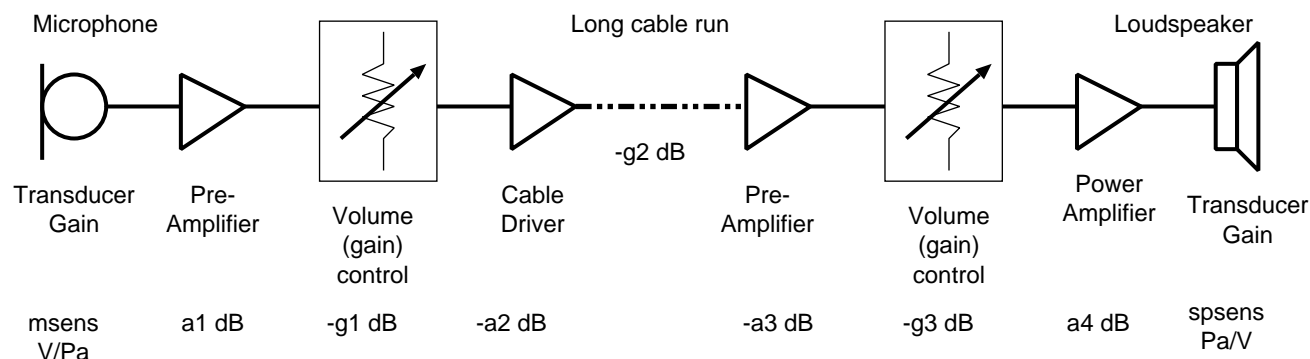 Microphone
Long cable run
Loudspeaker
-g2 dB
Transducer
Gain
Pre-
Amplifier
Volume
(gain)
control
Cable
Driver
Pre-
Amplifier
Volume
(gain)
control
Power
Amplifier
Transducer
Gain
msens
V/Pa
a1 dB
-g1 dB
-a2 dB
-a3 dB
-g3 dB
a4 dB
spsens
Pa/V